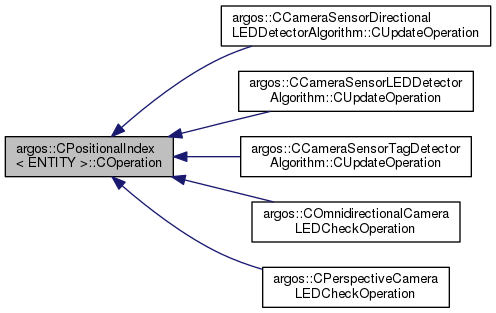 argos::CCameraSensorDirectional
LEDDetectorAlgorithm::CUpdateOperation
argos::CCameraSensorLEDDetector
Algorithm::CUpdateOperation
argos::CPositionalIndex
< ENTITY >::COperation
argos::CCameraSensorTagDetector
Algorithm::CUpdateOperation
argos::COmnidirectionalCamera
LEDCheckOperation
argos::CPerspectiveCamera
LEDCheckOperation